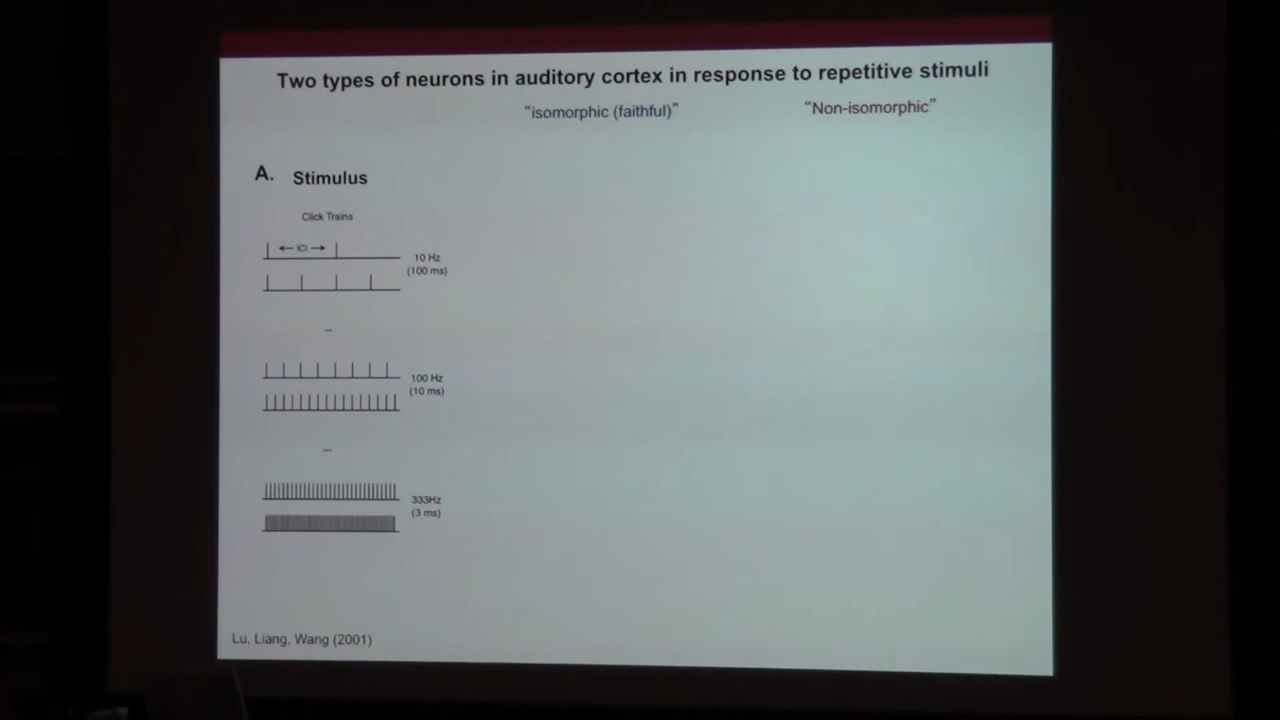 Two types of neurons in auditory cortex in response to repetitive stimuli
“isomorphic (faithful)” “Non-isomorphic”
A. Stimulus
Click Trains
ICI
10 Hz
(100 ms)
...
100 Hz
(10 ms)
...
333Hz
(3 ms)
Lu, Liang, Wang (2001)